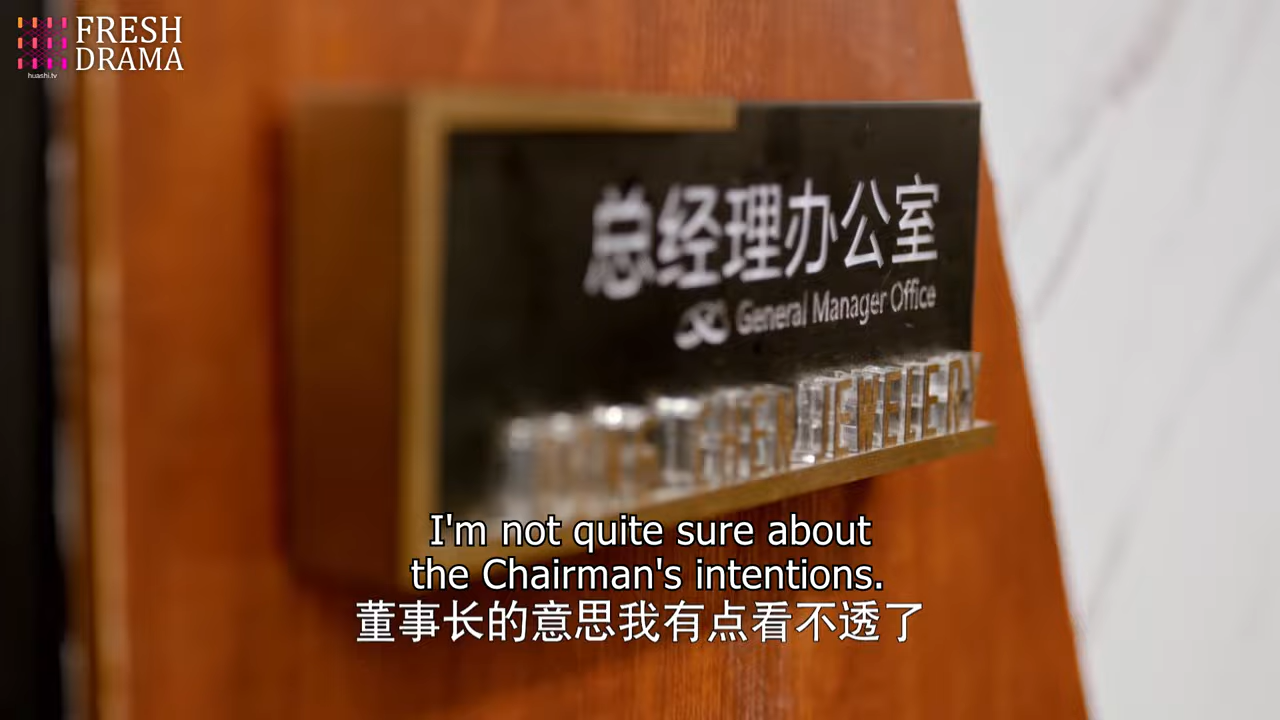 FRESH
DRAMA
huashi.tv
总经理办公室
General Manager Office
JEWELERY
I'm not quite sure about
the Chairman's intentions.
董事长的意思我有点看不透了